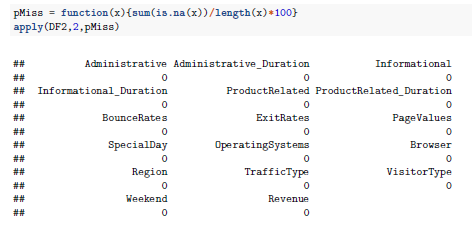 pMiss = function(x){sum(is.na(x))/length(x)*100}
apply(DF2,2,pMiss)
## Administrative Administrative_Duration Informational
## 0 0 0
## Informational_Duration ProductRelated ProductRelated_Duration
## 0 0 0
## BounceRates ExitRates PageValues
## 0 0 0
## SpecialDay OperatingSystems Browser
## 0 0 0
## Region TrafficType VisitorType
## 0 0 0
## Weekend Revenue
## 0 0